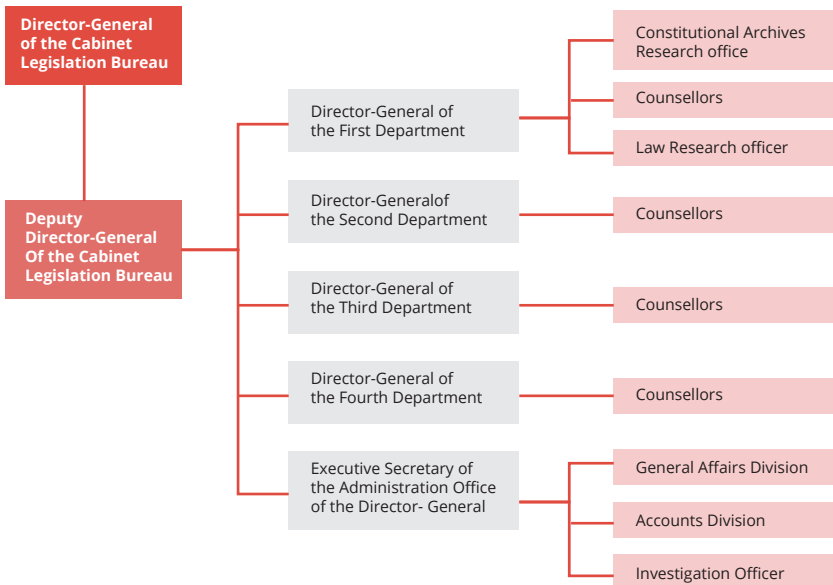 Director-General
of the Cabinet
Legislation Bureau
Deputy
Director-General
Of the Cabinet
Legislation Bureau
Director-General of
the First Department
Constitutional Archives
Research office
Counsellors
Law Research officer
Director-Generalof
the Second Department
Counsellors
Director-General of
the Third Department
Counsellors
Director-General of
the Fourth Department
Counsellors
Executive Secretary of
the Administration Office
of the Director- General
General Affairs Division
Accounts Division
Investigation Officer